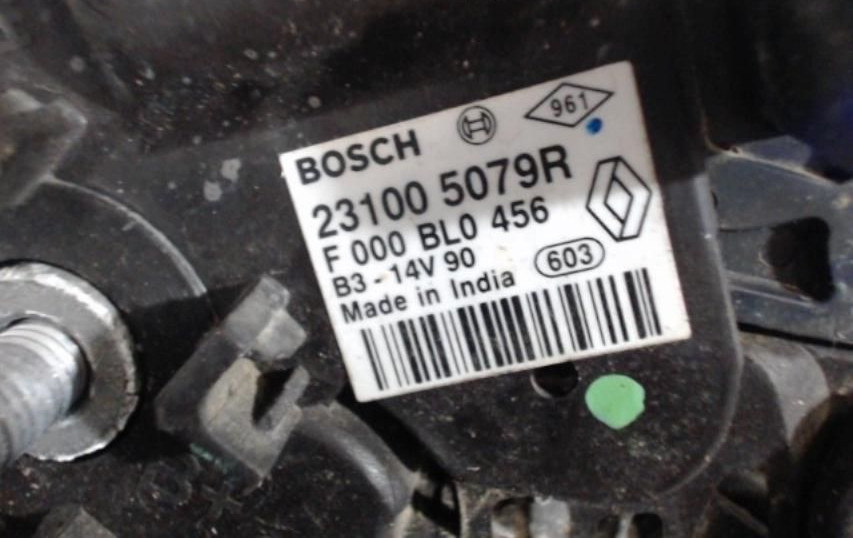 BOSCH
961
23100 5079R
F 000 BL0 456
B3 - 14V 90
603
Made in India